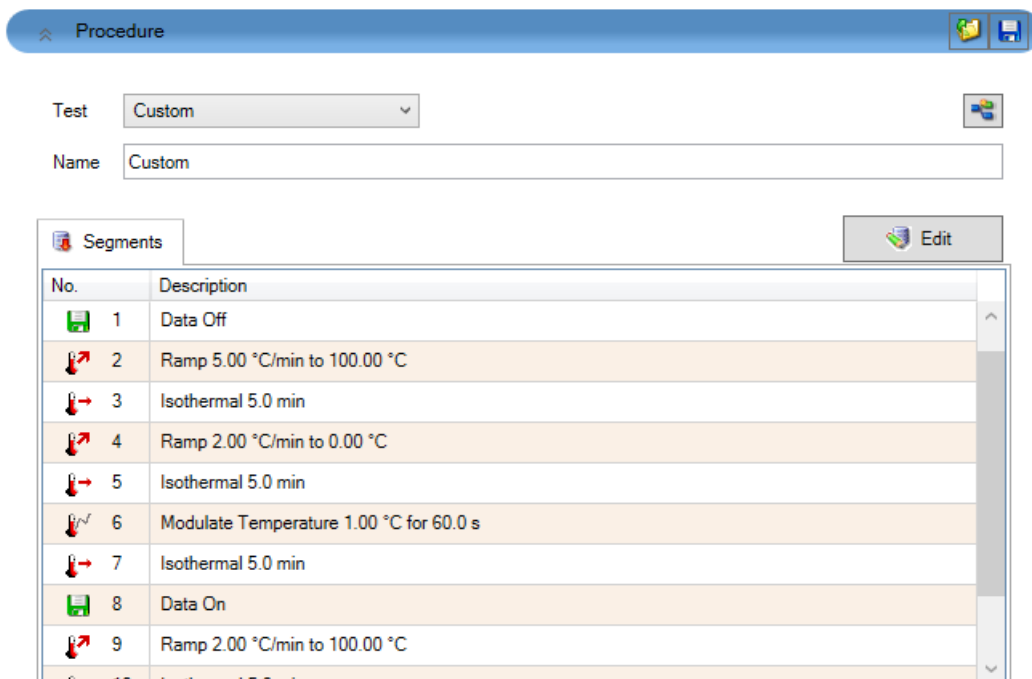 Procedure
Test Custom
Name Custom
Segments Edit
No. Description
1 Data Off
2 Ramp 5.00 °C/min to 100.00 °C
3 Isothermal 5.0 min
4 Ramp 2.00 °C/min to 0.00 °C
5 Isothermal 5.0 min
6 Modulate Temperature 1.00 °C for 60.0 s
7 Isothermal 5.0 min
8 Data On
9 Ramp 2.00 °C/min to 100.00 °C